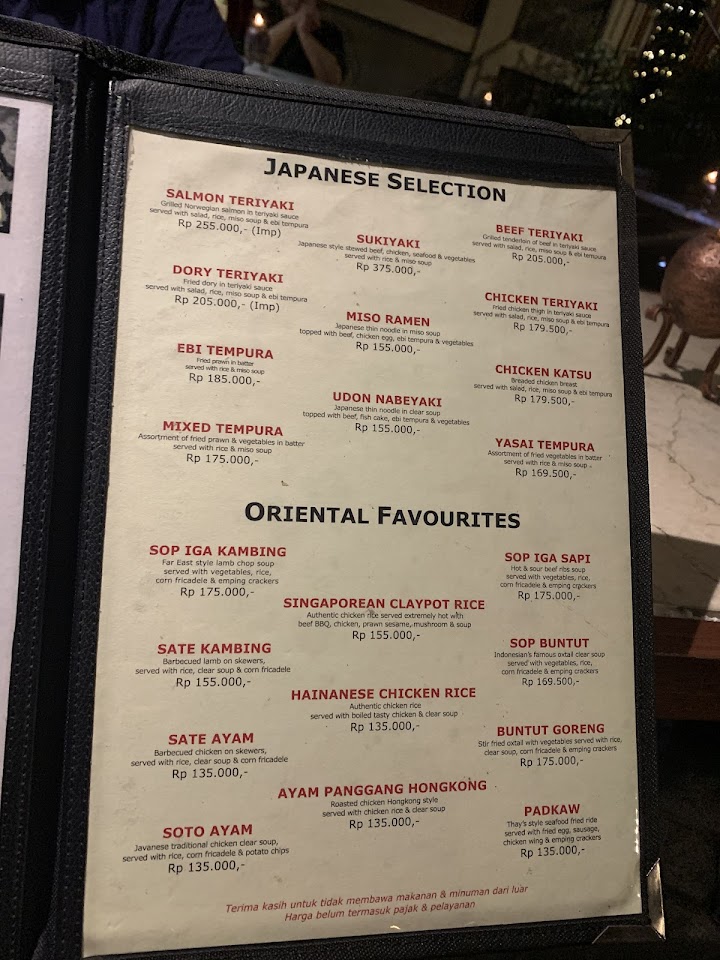 JAPANESE SELECTION
SALMON TERIYAKI
Grilled Norwegian salmon in teriyaki sauce
served with salad, rice, miso soup & ebi tempura
Rp 255.000,- (Imp)
DORY TERIYAKI
Fried dory in teriyaki sauce
served with salad, rice, miso soup & ebi tempura
Rp 205.000,- (Imp)
EBI TEMPURA
Fried prawn in batter
served with rice & miso soup
Rp 185.000,-
MIXED TEMPURA
Assortment of fried prawn & vegetables in batter
served with rice & miso soup
Rp 175.000,-
SUKIYAKI
Japanese style stewed beef, chicken, seafood & vegetables
served with rice & miso soup
Rp 375.000,-
MISO RAMEN
Japanese thin noodle in miso soup
topped with beef, chicken egg, ebi tempura & vegetables
Rp 155.000,-
UDON NABEYAKI
Japanese thin noodle in clear soup
topped with beef, fish cake, ebi tempura & vegetables
Rp 155.000,-
BEEF TERIYAKI
Grilled tenderloin of beef in teriyaki sauce
served with salad, rice, miso soup & ebi tempura
Rp 205.000,-
CHICKEN TERIYAKI
Fried chicken thigh in teriyaki sauce
served with salad, rice, miso soup & ebi tempura
Rp 179.500,-
CHICKEN KATSU
Breaded chicken breast
served with salad, rice, miso soup & ebi tempura
Rp 179.500,-
YASAI TEMPURA
Assortment of fried vegetables in batter
served with rice & miso soup
Rp 169.500,-
ORIENTAL FAVOURITES
SOP IGA KAMBING
Far East style lamb chop soup
served with vegetables, rice,
corn fricadele & emping crackers
Rp 175.000,-
SATE KAMBING
Barbecued lamb on skewers,
served with rice, clear soup & corn fricadele
Rp 155.000,-
SATE AYAM
Barbecued chicken on skewers,
served with rice, clear soup & corn fricadele
Rp 135.000,-
SOTO AYAM
Javanese traditional chicken clear soup,
served with rice, corn fricadele & potato chips
Rp 135.000,-
SINGAPOREAN CLAYPOT RICE
Authentic chicken rice served extremely hot with
beef BBQ, chicken, prawn sesame, mushroom & soup
Rp 155.000,-
HAINANESE CHICKEN RICE
Authentic chicken rice
served with boiled tasty chicken & clear soup
Rp 135.000,-
AYAM PANGGANG HONGKONG
Roasted chicken Hongkong style
served with chicken rice & clear soup
Rp 135.000,-
SOP IGA SAPI
Hot & sour beef ribs soup
served with vegetables, rice,
corn fricadele & emping crackers
Rp 175.000,-
SOP BUNTUT
Indonesian's famous oxtail clear soup
served with vegetables, rice,
corn fricadele & emping crackers
Rp 169.500,-
BUNTUT GORENG
Stir fried oxtail with vegetables served with rice,
clear soup, corn fricadele & emping crackers
Rp 175.000,-
PADKAW
Thay's style seafood fried ride
served with fried egg, sausage,
chicken wing & emping crackers
Rp 135.000,-
Terima kasih untuk tidak membawa makanan & minuman dari luar
Harga belum termasuk pajak & pelayanan